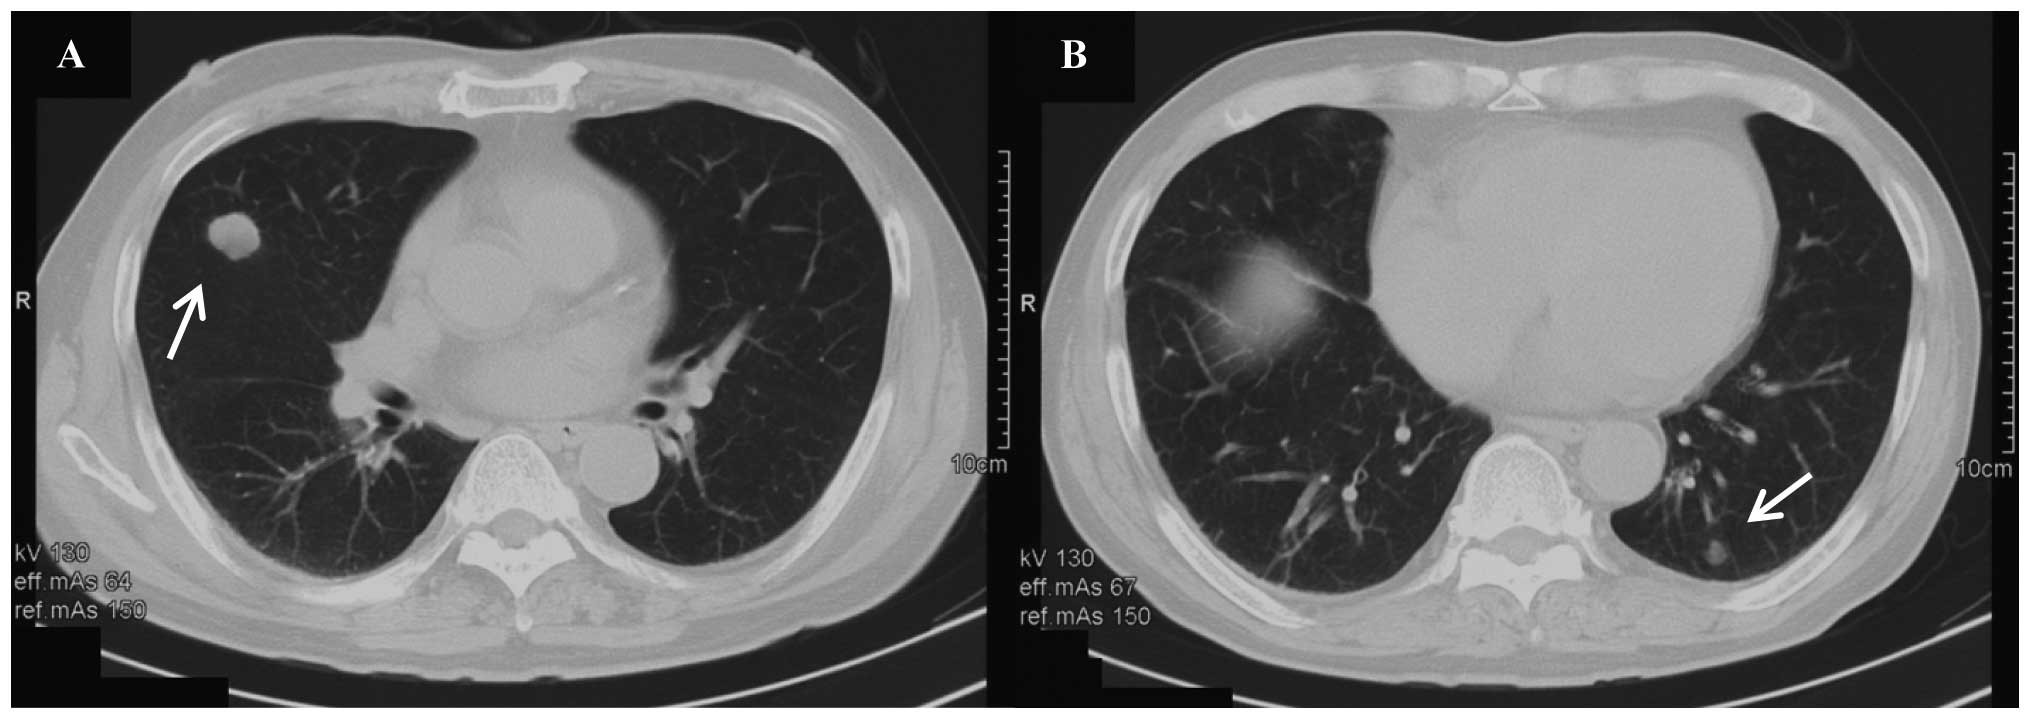 A
R
10cm
kV 130
eff.mAs 64
ref.mAs 150
B
R
10cm
kV 130
eff.mAs 67
ref.mAs 150